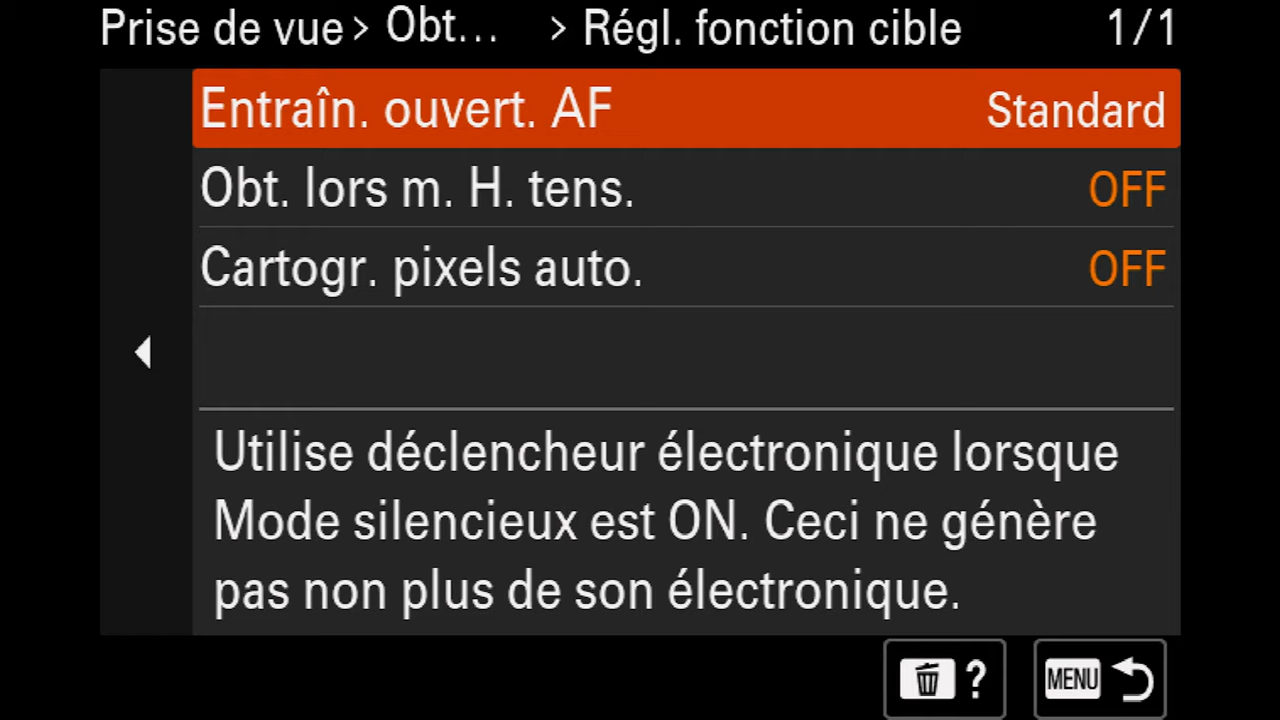 Prise de vue> Obt... > Régl. fonction cible 1/1
Entraîn. ouvert. AF Standard
Obt. lors m. H. tens. OFF
Cartogr. pixels auto. OFF
Utilise déclencheur électronique lorsque
Mode silencieux est ON. Ceci ne génère
pas non plus de son électronique.
? MENU